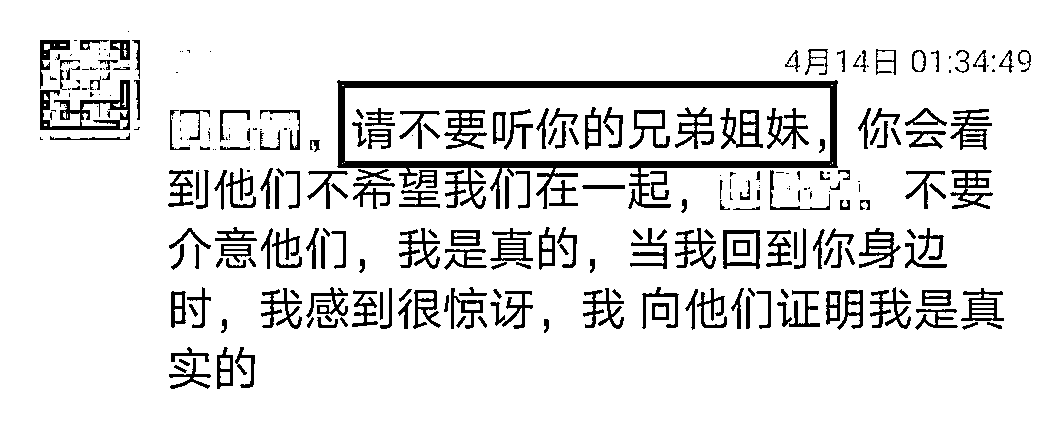 4月14日 01:34:49
，请不要听你的兄弟姐妹，你会看
到他们不希望我们在一起，。不要
介意他们，我是真的，当我回到你身边
时，我感到很惊讶，我 向他们证明我是真
实的